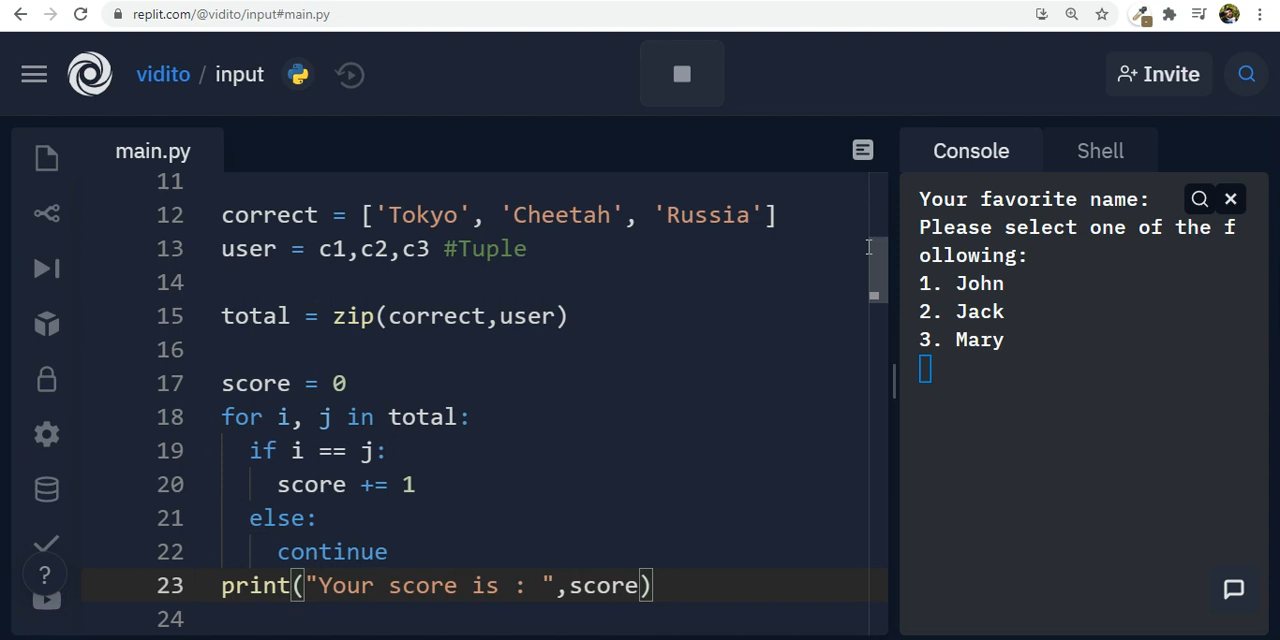 replit.com/@vidito/input#main.py
vidito / input
Invite
main.py
11
12 correct = ['Tokyo', 'Cheetah', 'Russia']
13 user = c1,c2,c3 #Tuple
14
15 total = zip(correct,user)
16
17 score = 0
18 for i, j in total:
19 if i == j:
20 score += 1
21 else:
22 continue
23 print("Your score is : ",score)
24
?
Console Shell
Your favorite name:
Please select one of the f
ollowing:
1. John
2. Jack
3. Mary